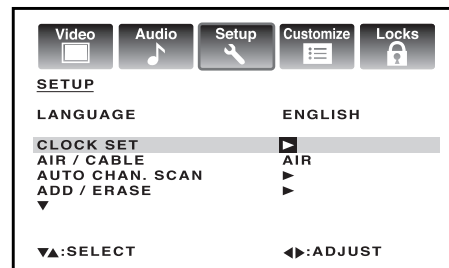 Video Audio Setup Customize Locks
SETUP
LANGUAGE ENGLISH
CLOCK SET ▶
AIR / CABLE AIR
AUTO CHAN. SCAN ▶
ADD / ERASE ▶
▼
▼▲:SELECT ◀▶:ADJUST